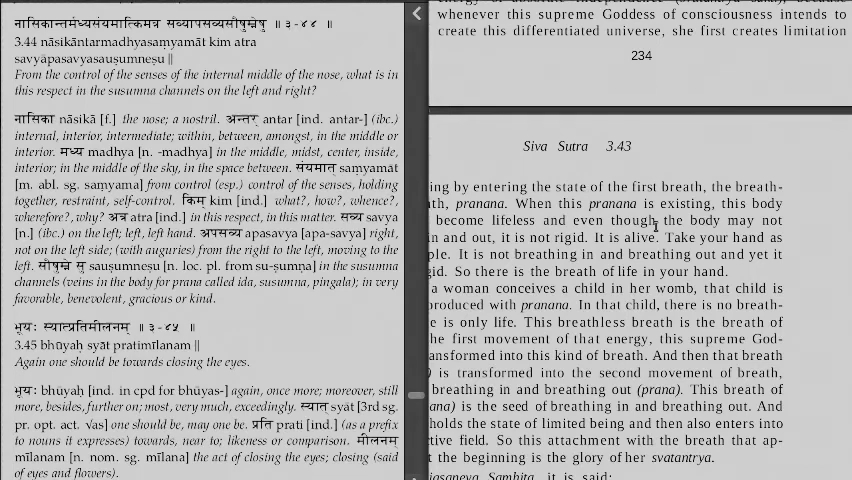 नासिकान्तर्मध्यसंयमात्किमत्र सव्यापसव्यसौषुम्नेषु ॥ ३-४४ ॥
3.44 nāsikāntarmadhyasaṃyamāt kim atra
savyāpasavyasauṣumneṣu ||
From the control of the senses of the internal middle of the nose, what is in
this respect in the susumna channels on the left and right?
नासिका nāsikā [f.] the nose; a nostril. अन्तर् antar [ind. antar-] (ibc.)
internal, interior, intermediate; within, between, amongst, in the middle or
interior. मध्य madhya [n. -madhya] in the middle, midst, center, inside,
interior; in the middle of the sky, in the space between. संयमात् saṃyamāt
[m. abl. sg. saṃyama] from control (esp.) control of the senses, holding
together, restraint, self-control. किम् kim [ind.] what?, how?, whence?,
wherefore?, why? अत्र atra [ind.] in this respect, in this matter. सव्य savya
[n.] (ibc.) on the left; left, left hand. अपसव्य apasavya [apa-savya] right,
not on the left side; (with auguries) from the right to the left, moving to the
left. सौषुम्ने सु sauṣumneṣu [n. loc. pl. from su-ṣumṇa] in the susumna
channels (veins in the body for prana called ida, susumna, pingala); in very
favorable, benevolent, gracious or kind.
भूयः स्यात्प्रतिमीलनम् ॥ ३-४५ ॥
3.45 bhūyaḥ syāt pratimīlanam ||
Again one should be towards closing the eyes.
भूयः bhūyaḥ [ind. in cpd for bhūyas-] again, once more; moreover, still
more, besides, further on; most, very much, exceedingly. स्यात् syāt [3rd sg.
pr. opt. act. √as] one should be, may one be. प्रति prati [ind.] (as a prefix
to nouns it expresses) towards, near to; likeness or comparison. मीलनम्
mīlanam [n. nom. sg. mīlana] the act of closing the eyes; closing (said
of eyes and flowers).
whenever this supreme Goddess of consciousness intends to
create this differentiated universe, she first creates limitation
234
Siva Sutra 3.43
ing by entering the state of the first breath, the breath-
ath, pranana. When this pranana is existing, this body
become lifeless and even though the body may not
in and out, it is not rigid. It is alive. Take your hand as
ple. It is not breathing in and breathing out and yet it
gid. So there is the breath of life in your hand.
a woman conceives a child in her womb, that child is
produced with pranana. In that child, there is no breath-
e is only life. This breathless breath is the breath of
he first movement of that energy, this supreme God-
ansformed into this kind of breath. And then that breath
) is transformed into the second movement of breath,
breathing in and breathing out (prana). This breath of
ana) is the seed of breathing in and breathing out. And
holds the state of limited being and then also enters into
ctive field. So this attachment with the breath that ap-
t the beginning is the glory of her svatantrya.
it is said: